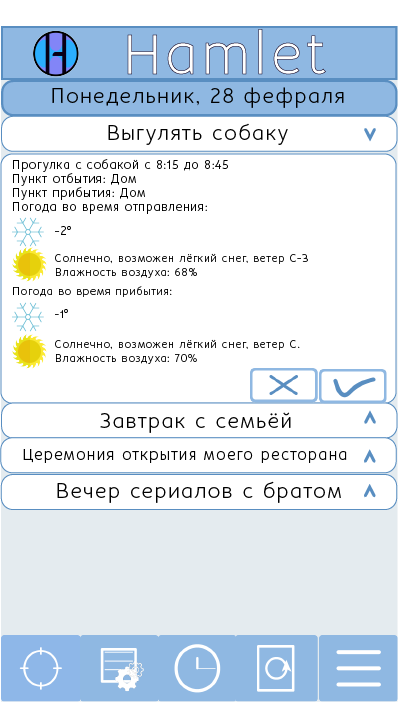 Hamlet
Понедельник, 28 фефраля
Выгулять собаку
Прогулка с собакой с 8:15 до 8:45
Пункт отбытия: Дом
Пункт прибытия: Дом
Погода во время отправления:
-2°
Солнечно, возможен лёгкий снег, ветер С-З
Влажность воздуха: 68%
Погода во время прибытия:
-1°
Солнечно, возможен лёгкий снег, ветер С.
Влажность воздуха: 70%
Завтрак с семьёй
Церемония открытия моего ресторана
Вечер сериалов с братом